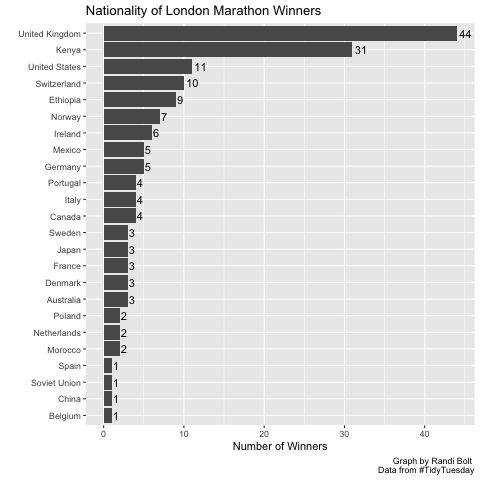 Nationality of London Marathon Winners
United Kingdom 44
Kenya 31
United States 11
Switzerland 10
Ethiopia 9
Norway 7
Ireland 6
Mexico 5
Germany 5
Portugal 4
Italy 4
Canada 4
Sweden 3
Japan 3
France 3
Denmark 3
Australia 3
Poland 2
Netherlands 2
Morocco 2
Spain 1
Soviet Union 1
China 1
Belgium 1
0 10 20 30 40
Number of Winners
Graph by Randi Bolt
Data from #TidyTuesday